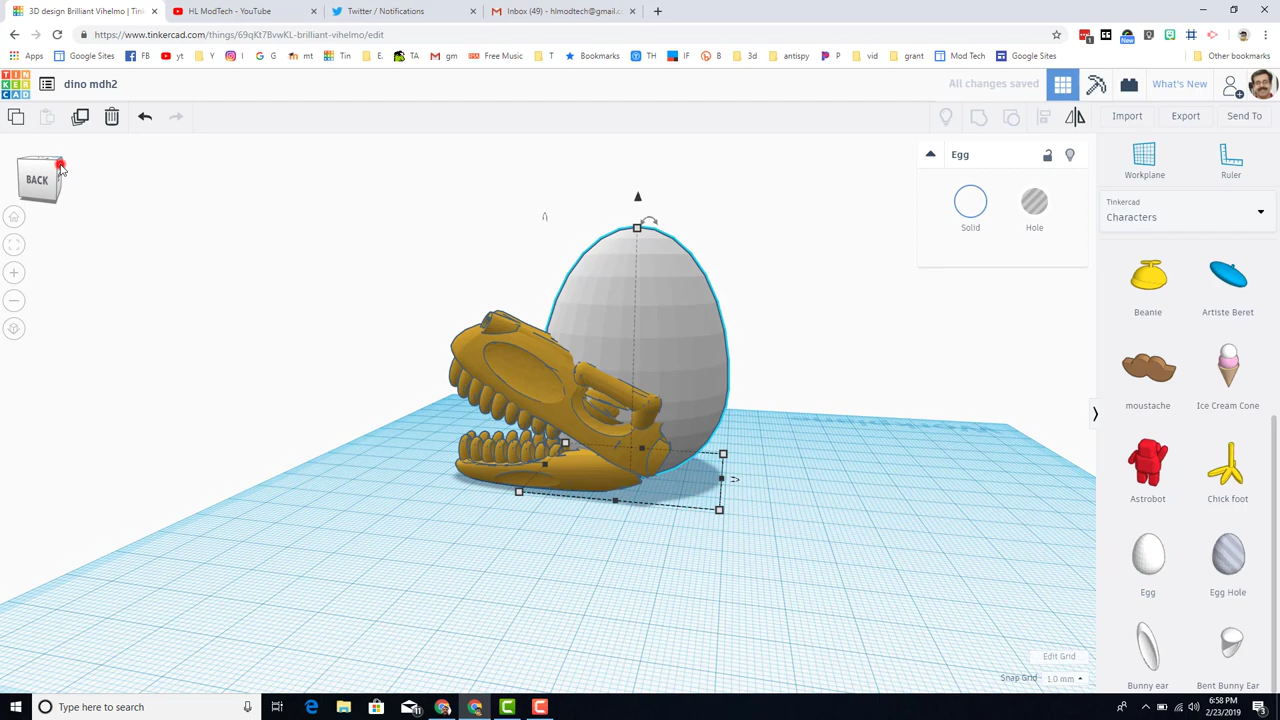 3D design Brilliant Vihelmo | Tink
HL ModTech - YouTube
Twitter / Notifications
Inbox (49) - hlmodtech@gmail.c
https://www.tinkercad.com/things/69qKt7BvwKL-brilliant-vihelmo/edit
Apps Google Sites FB yt Y I G mt Tin E. TA gm Free Music T TH IF B 3d antispy P vid grant Mod Tech Google Sites Other bookmarks
TIN KER CAD
dino mdh2
All changes saved
What's New
Import Export Send To
BACK
Egg
Solid Hole
Workplane Ruler
Tinkercad
Characters
Beanie Artiste Beret
moustache Ice Cream Cone
Astrobot Chick foot
Egg Egg Hole
Bunny ear Bent Bunny ear
Edit Grid
Snap Grid 1.0 mm
Type here to search
6:58 PM
2/23/2019